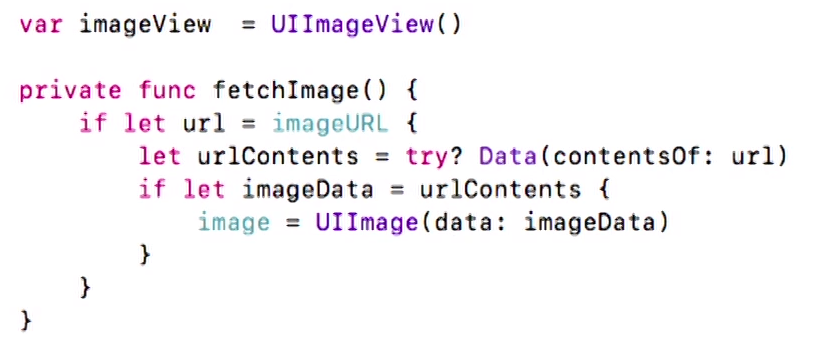 var imageView  = UIImageView()
private func fetchImage() {
    if let url = imageURL {
        let urlContents = try? Data(contentsOf: url)
        if let imageData = urlContents {
            image = UIImage(data: imageData)
        }
    }
}